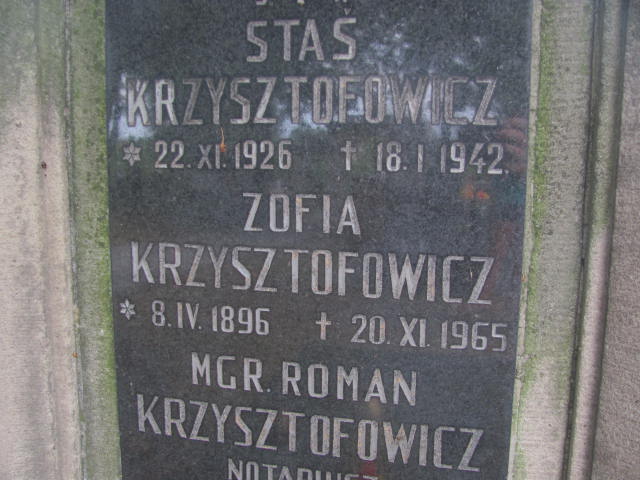 STAŚ
KRZYSZTOFOWICZ
* 22. XI. 1926 † 18. I 1942.
ZOFIA
KRZYSZTOFOWICZ
* 8. IV. 1896 † 20. XI. 1965
MGR. ROMAN
KRZYSZTOFOWICZ